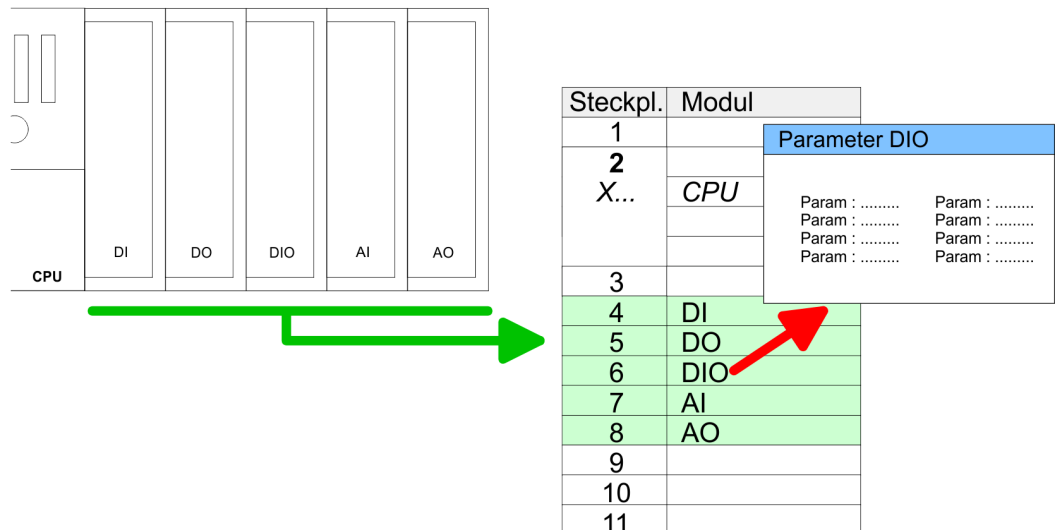 CPU
DI
DO
DIO
AI
AO
Steckpl. Modul
1
2
X... CPU
3
4 DI
5 DO
6 DIO
7 AI
8 AO
9
10
11
Parameter DIO
Param : ......... Param : .........
Param : ......... Param : .........
Param : ......... Param : .........
Param : ......... Param : .........